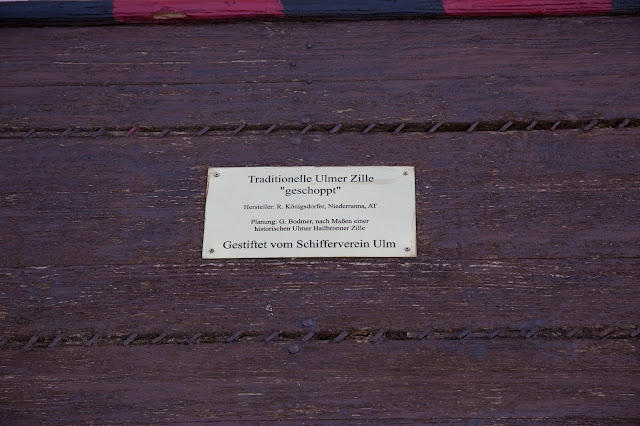 Traditionelle Ulmer Zille
"geschoppt"
Hersteller: R. Königsdorfer, Niederranna, AT
Planung: G. Bodmer, nach Maßen einer
historischen Ulmer Hailbronner Zille
Gestiftet vom Schifferverein Ulm